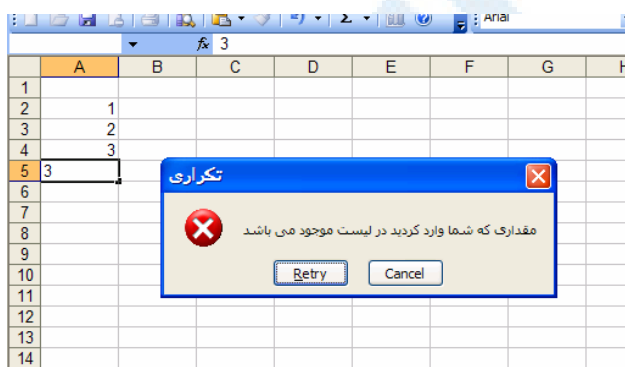 Arial
fx 3
A B C D E F G H
1
2 1
3 2
4 3
5 3
6
7
8
9
10
11
12
13
14
تکراری
مقداری که شما وارد کردید در لیست موجود می باشد
Retry Cancel